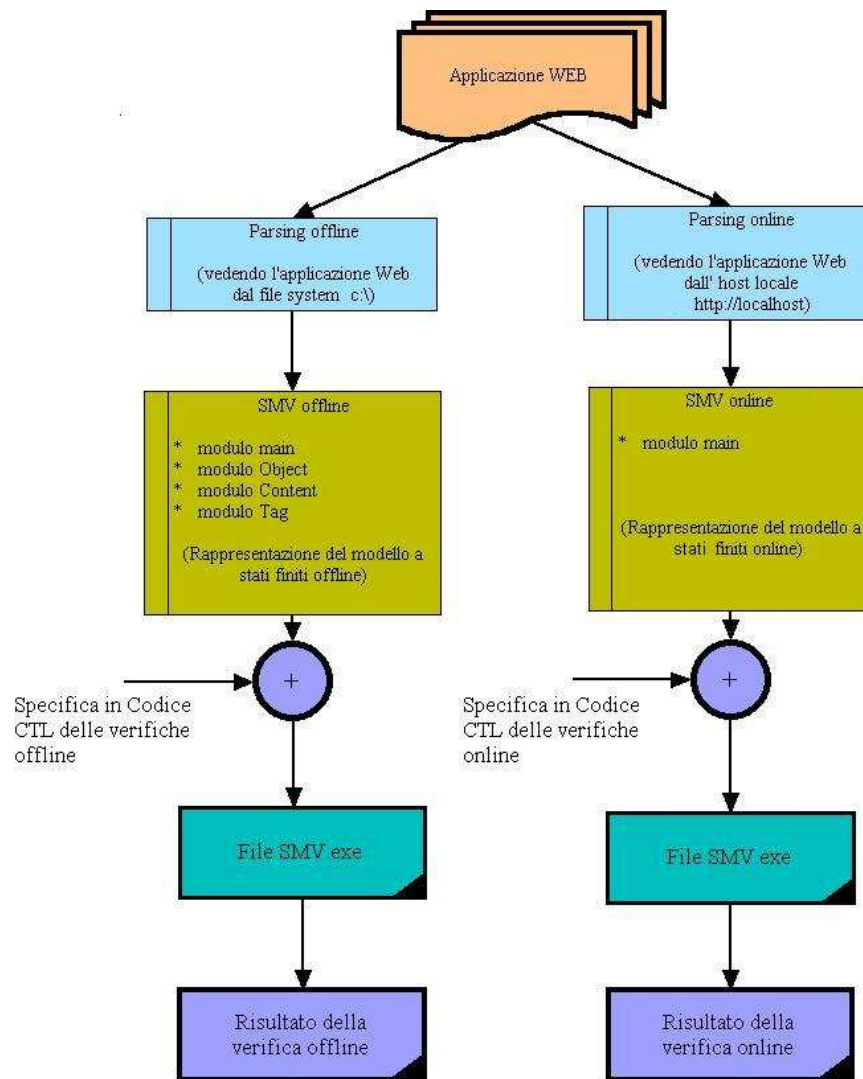 Applicazione WEB
Parsing offline
(vedendo l'applicazione Web
dal file system c:\)
Parsing online
(vedendo l'applicazione Web
dall' host locale
http://localhost)
SMV offline
* modulo main
* modulo Object
* modulo Content
* modulo Tag
(Rappresentazione del modello a
stati finiti offline)
SMV online
* modulo main
(Rappresentazione del modello a
stati finiti online)
+
Specifica in Codice
CTL delle verifiche
offline
+
Specifica in Codice
CTL delle verifiche
online
File SMV exe
File SMV exe
Risultato della
verifica offline
Risultato della
verifica online